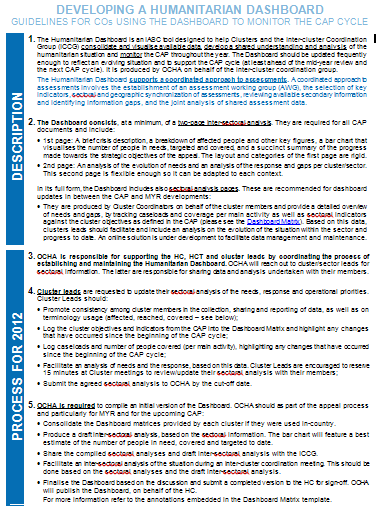 DEVELOPING A HUMANITARIAN DASHBOARD
GUIDELINES FOR COs USING THE DASHBOARD TO MONITOR THE CAP CYCLE
DESCRIPTION
1. The Humanitarian Dashboard is an IASC tool designed to help Clusters and the Inter-cluster Coordination
Group (ICG) consolidate and visualise available data, develop a shared understanding and analysis of the
humanitarian situation and monitor the CAP throughout the year. The Dashboard should be updated frequently
enough to reflect an evolving situation and to support the CAP cycle (at least ahead of the mid-year review and
the next CAP cycle). It is produced by OCHA on behalf of the inter-cluster coordination group.
The Humanitarian Dashboard supports a coordinated approach to assessments. A coordinated approach to
assessments involves the establishment of an assessment working group (AWG), the selection of key
indicators, sectoral and geographic synchronization of assessments, reviewing available secondary information
and identifying information gaps, and the joint analysis of shared assessment data.
2. The Dashboard consists, at a minimum, of a two-page inter-sectoral analysis. They are required for all CAP
documents and include:
• 1st page: A brief crisis description, a breakdown of affected people and other key figures, a bar chart that
visualises the number of people in needs, targeted and covered, and a succinct summary of the progress
made towards the strategic objectives of the appeal. The layout and categories of the first page are rigid.
• 2nd page: An analysis of the evolution of needs and an analysis of the response and gaps per cluster/sector.
This second page is flexible enough so it can be adapted to each context.
In its full form, the Dashboard includes also sectoral analysis pages. These are recommended for dashboard
updates in between the CAP and MYR developments.
• They are produced by Cluster Coordinators on behalf of the cluster members and provide a detailed overview
of needs and gaps, by tracking caseloads and coverage per main activity as well as sectoral indicators
against the cluster objectives as defined in the CAP (please see the Dashboard Matrix). Based on this data,
clusters leads should facilitate and include an analysis on the evolution of the situation within the sector and
progress to date. An online solution is under development to facilitate data management and maintenance.
PROCESS FOR 2012
3. OCHA is responsible for supporting the HC, HCT and cluster leads by coordinating the process of
establishing and maintaining the Humanitarian Dashboard. OCHA will reach out to cluster/sector leads for
sectoral information. The latter are responsible for sharing data and analysis undertaken with their members.
4. Cluster leads are requested to update their sectoral analysis of the needs, response and operational priorities.
Cluster Leads should:
• Promote consistency among cluster members in the collection, sharing and reporting of data, as well as on
terminology usage (affected, reached, covered – see below);
• Log the cluster objectives and indicators from the CAP into the Dashboard Matrix and highlight any changes
that have occurred since the beginning of the CAP cycle;
• Log caseloads and number of people covered (per main activity), highlighting any changes that have occurred
since the beginning of the CAP cycle;
• Facilitate an analysis of needs and the response, based on this data. Cluster Leads are encouraged to reserve
15 minutes at Cluster meetings to review/update their sectoral analysis with their members;
• Submit the agreed sectoral analysis to OCHA by the cut-off date.
5. OCHA is required to compile an initial version of the Dashboard. OCHA should as part of the appeal process
and particularly for MYR and for the upcoming CAP:
• Consolidate the Dashboard matrices provided by each cluster if they were used in-country.
• Produce a draft inter-sectoral analysis, based on the sectoral information. The bar chart will feature a best
estimate of the number of people in need, covered and targeted to date.
• Share the compiled sectoral analyses and draft inter-sectoral analysis with the ICCG.
• Facilitate an inter-sectoral analysis of the situation during an inter-cluster coordination meeting. This should be
done based on the sectoral analyses and the draft inter-sectoral analysis.
• Finalise the Dashboard based on the discussion and submit a completed version to the HC for sign-off. OCHA
will publish the Dashboard, on behalf of the HC.
For more information refer to the annotations embedded in the Dashboard Matrix template.